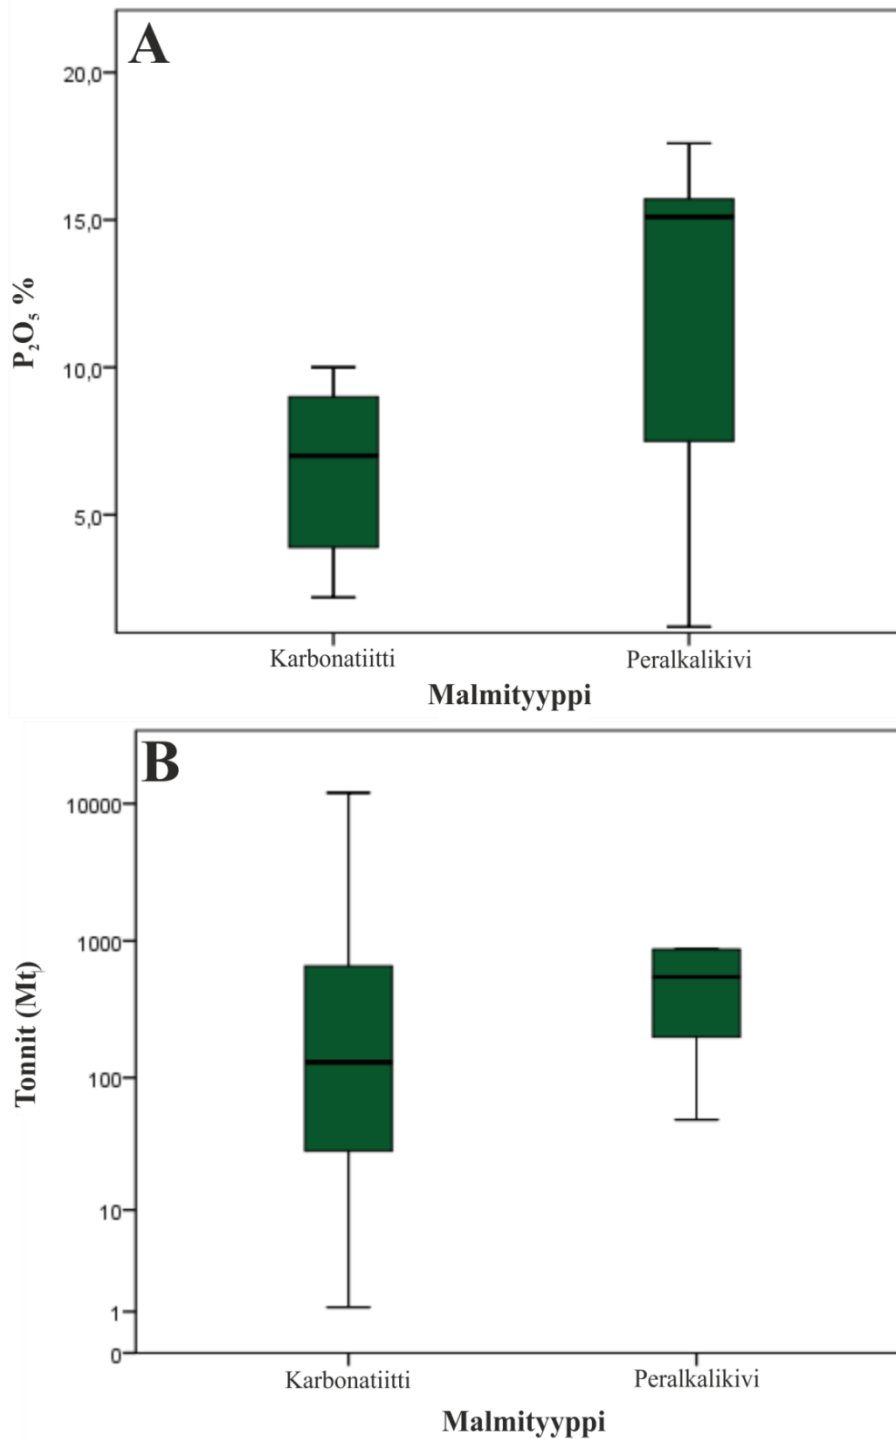 A
20,0
15,0
10,0
5,0
P₂O₅ %
Karbonatiitti
Peralkalikivi
Malmityyppi
B
10000
1000
100
10
1
0
Tonnit (Mt)
Karbonatiitti
Peralkalikivi
Malmityyppi